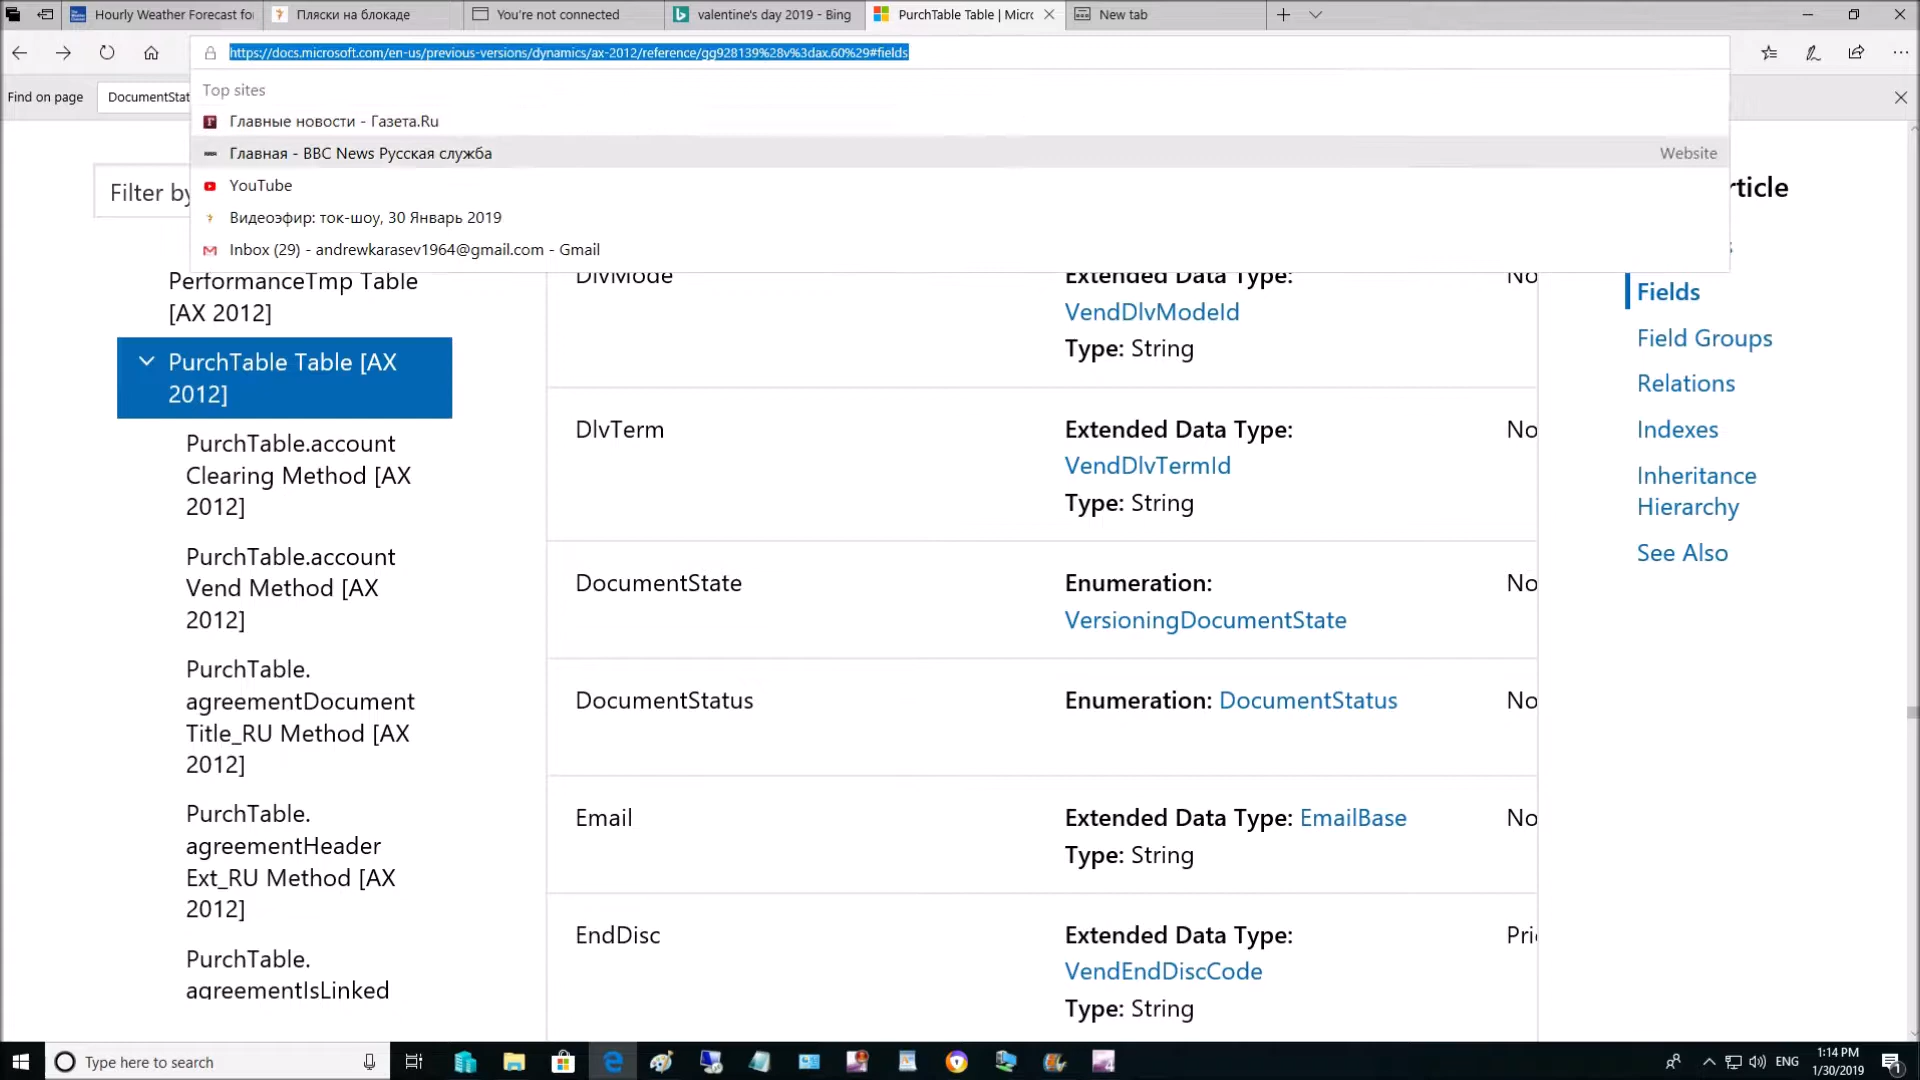 Hourly Weather Forecast for
Пляски на блокаде
You're not connected
valentine's day 2019 - Bing
PurchTable Table | Micro
New tab
https://docs.microsoft.com/en-us/previous-versions/dynamics/ax-2012/reference/gg928139%28v%3dax.60%29#fields
Find on page
DocumentStat
Top sites
Главные новости - Газета.Ru
Главная - BBC News Русская служба
Website
YouTube
Видеоэфир: ток-шоу, 30 Январь 2019
Inbox (29) - andrewkarasev1964@gmail.com - Gmail
Filter by
rticle
PerformanceTmp Table
[AX 2012]
PurchTable Table [AX
2012]
PurchTable.account
Clearing Method [AX
2012]
PurchTable.account
Vend Method [AX
2012]
PurchTable.
agreementDocument
Title_RU Method [AX
2012]
PurchTable.
agreementHeader
Ext_RU Method [AX
2012]
PurchTable.
agreementIsLinked
DlvMode
Extended Data Type:
VendDlvModeId
Type: String
No
DlvTerm
Extended Data Type:
VendDlvTermId
Type: String
No
DocumentState
Enumeration:
VersioningDocumentState
No
DocumentStatus
Enumeration: DocumentStatus
No
Email
Extended Data Type: EmailBase
Type: String
No
EndDisc
Extended Data Type:
VendEndDiscCode
Type: String
Pri
Fields
Field Groups
Relations
Indexes
Inheritance
Hierarchy
See Also
Type here to search
ENG
1:14 PM
1/30/2019
1